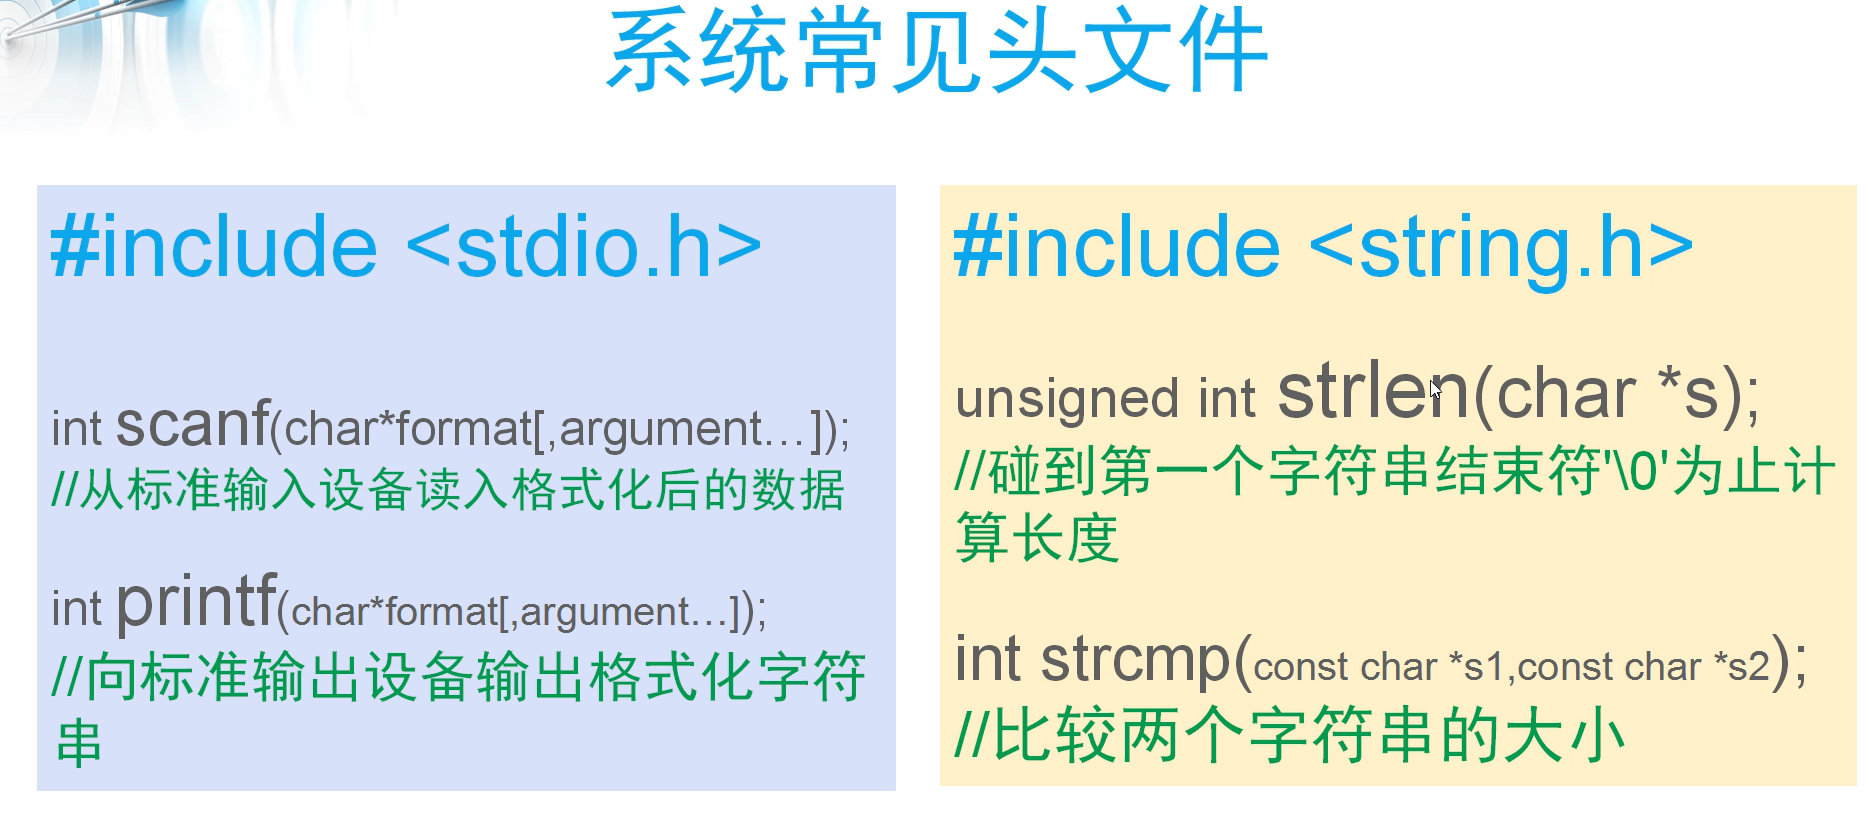 系统常见头文件
#include <stdio.h>
int scanf(char*format[,argument…]);
//从标准输入设备读入格式化后的数据
int printf(char*format[,argument…]);
//向标准输出设备输出格式化字符
串
#include <string.h>
unsigned int strlen(char *s);
//碰到第一个字符串结束符'\0'为止计
算长度
int strcmp(const char *s1,const char *s2);
//比较两个字符串的大小